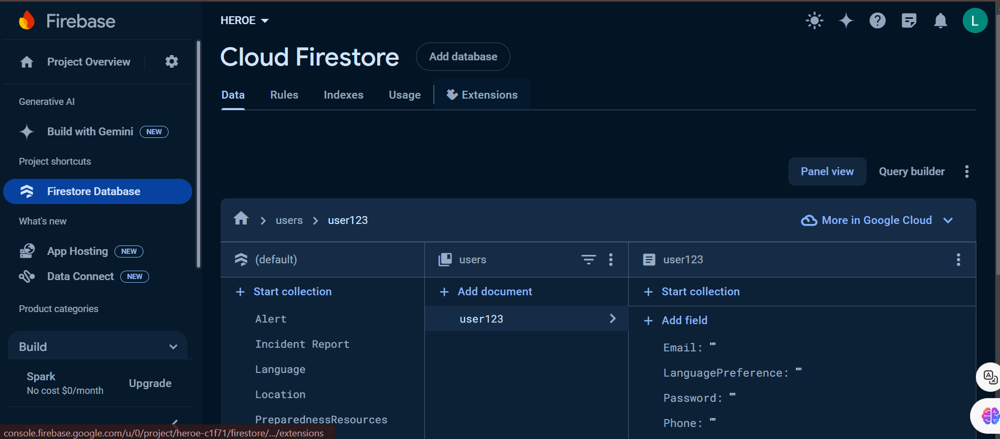 Firebase
HEROE
L
Project Overview
Cloud Firestore
Add database
Generative AI
Build with Gemini NEW
Data
Rules
Indexes
Usage
Extensions
Project shortcuts
Firestore Database
Panel view
Query builder
What's new
App Hosting NEW
Data Connect NEW
users
user123
More in Google Cloud
(default)
users
user123
Start collection
Add document
Start collection
Alert
user123
Add field
Incident Report
Email: ""
Language
LanguagePreference: ""
Location
Password: ""
PreparednessResources
Phone: ""
Product categories
Build
Spark
No cost $0/month
Upgrade
console.firebase.google.com/u/0/project/heroe-c1f71/firestore/.../extensions